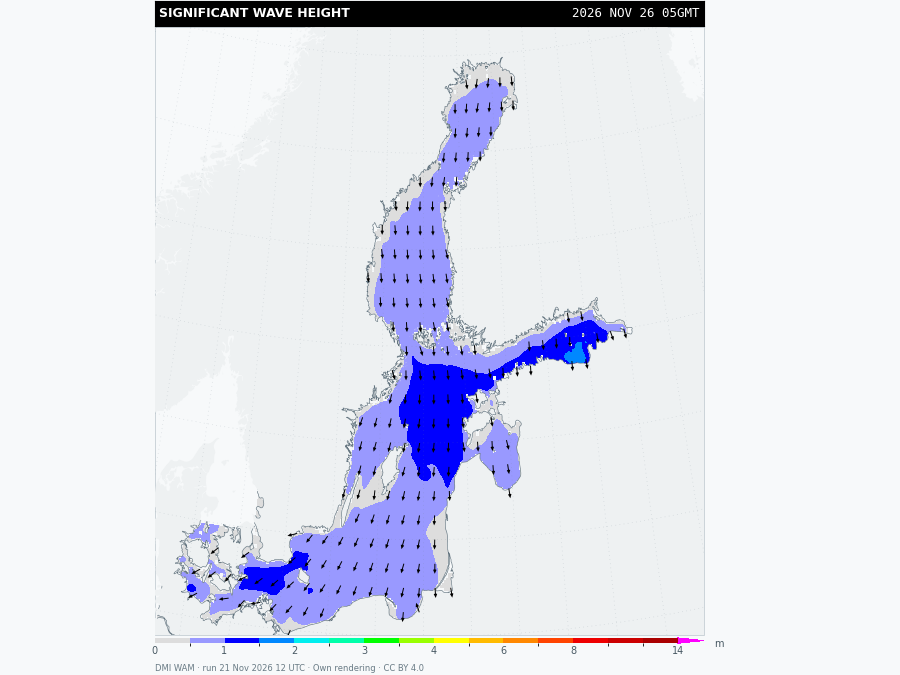 SIGNIFICANT WAVE HEIGHT 2026 NOV 26 05GMT
0 1 2 3 4 6 8 14 m
DMI WAM · run 21 Nov 2026 12 UTC · Own rendering · CC BY 4.0